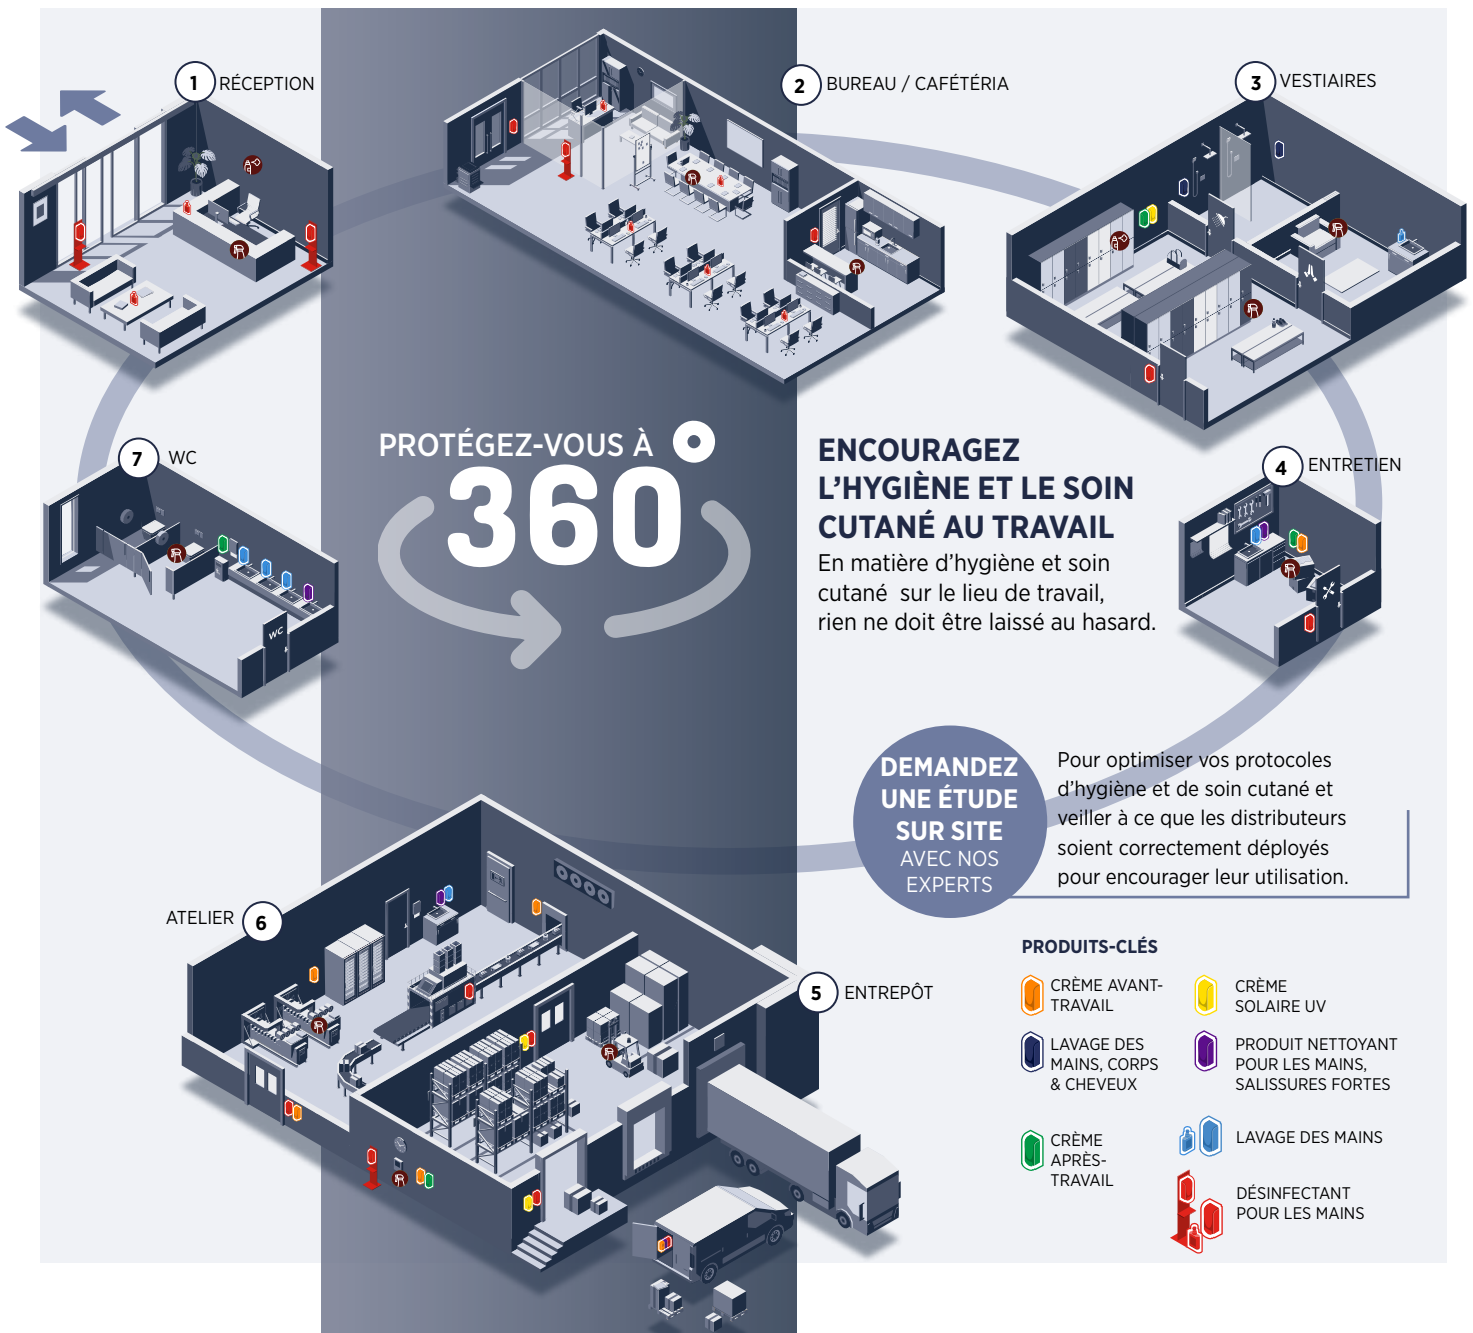 1 RÉCEPTION
2 BUREAU / CAFÉTÉRIA
3 VESTIAIRES
PROTÉGEZ-VOUS À
360°
ENCOURAGEZ
L’HYGIÈNE ET LE SOIN
CUTANÉ AU TRAVAIL
En matière d’hygiène et soin
cutané sur le lieu de travail,
rien ne doit être laissé au hasard.
4 ENTRETIEN
7 WC
WC
DEMANDEZ
UNE ÉTUDE
SUR SITE
AVEC NOS
EXPERTS
Pour optimiser vos protocoles
d’hygiène et de soin cutané et
veiller à ce que les distributeurs
soient correctement déployés
pour encourager leur utilisation.
ATELIER 6
5 ENTREPÔT
PRODUITS-CLÉS
CRÈME AVANT-
TRAVAIL
LAVAGE DES
MAINS, CORPS
& CHEVEUX
CRÈME
APRÈS-
TRAVAIL
CRÈME
SOLAIRE UV
PRODUIT NETTOYANT
POUR LES MAINS,
SALISSURES FORTES
LAVAGE DES MAINS
DÉSINFECTANT
POUR LES MAINS